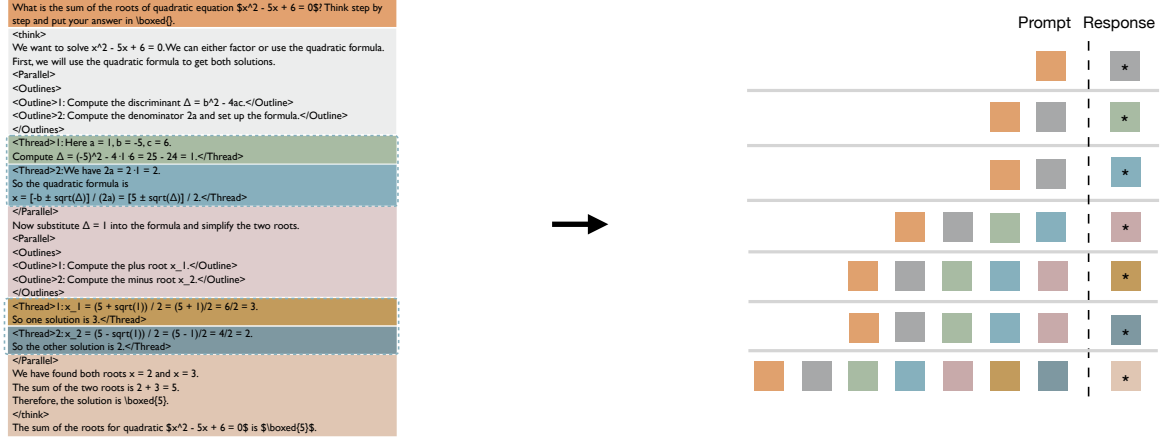 What is the sum of the roots of quadratic equation $x^2 - 5x + 6 = 0$? Think step by
step and put your answer in \boxed{}.
<think>
We want to solve x^2 - 5x + 6 = 0.We can either factor or use the quadratic formula.
First, we will use the quadratic formula to get both solutions.
<Parallel>
<Outlines>
<Outline>1: Compute the discriminant Δ = b^2 - 4ac.</Outline>
<Outline>2: Compute the denominator 2a and set up the formula.</Outline>
</Outlines>
<Thread>1: Here a = 1, b = -5, c = 6.
Compute Δ = (-5)^2 - 4·1·6 = 25 - 24 = 1.</Thread>
<Thread>2: We have 2a = 2·1 = 2.
So the quadratic formula is
x = [-b ± sqrt(Δ)] / (2a) = [5 ± sqrt(Δ)] / 2.</Thread>
</Parallel>
Now substitute Δ = 1 into the formula and simplify the two roots.
<Parallel>
<Outlines>
<Outline>1: Compute the plus root x_1.</Outline>
<Outline>2: Compute the minus root x_2.</Outline>
</Outlines>
<Thread>1: x_1 = (5 + sqrt(1)) / 2 = (5 + 1)/2 = 6/2 = 3.
So one solution is 3.</Thread>
<Thread>2: x_2 = (5 - sqrt(1)) / 2 = (5 - 1)/2 = 4/2 = 2.
So the other solution is 2.</Thread>
</Parallel>
We have found both roots x = 2 and x = 3.
The sum of the two roots is 2 + 3 = 5.
Therefore, the solution is \boxed{5}.
</think>
The sum of the roots for quadratic $x^2 - 5x + 6 = 0$ is $\boxed{5}$.
Prompt Response
*
*
*
*
*
*
*